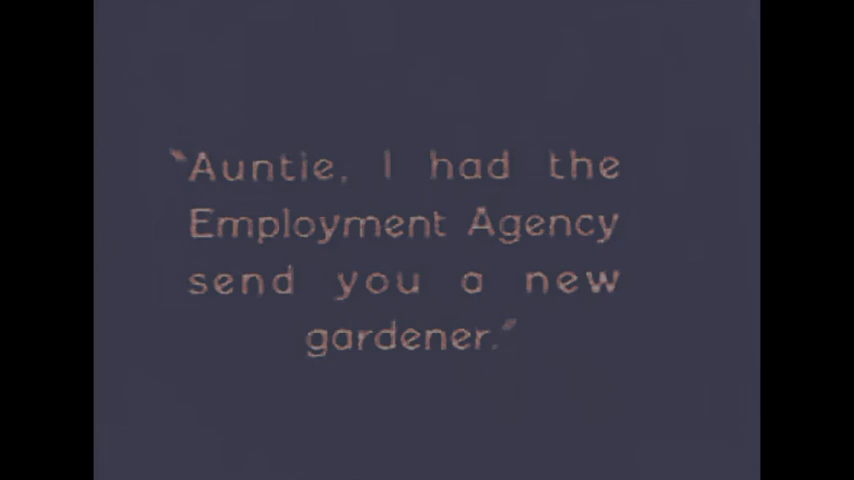 "Auntie, I had the
Employment Agency
send you a new
gardener."